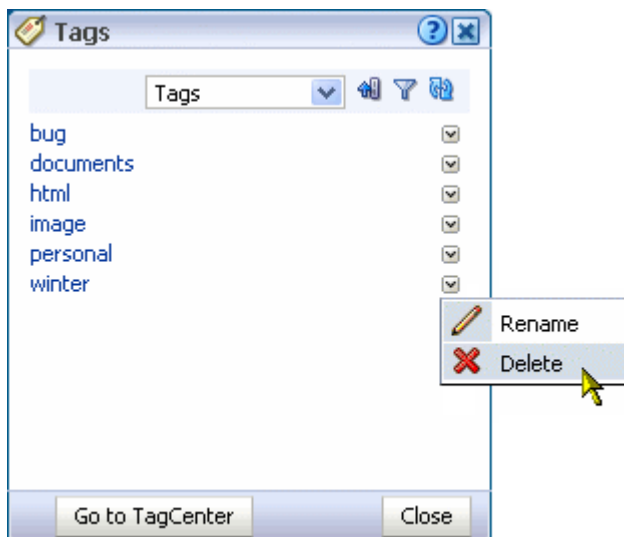 Tags
Tags
bug
documents
html
image
personal
winter
Rename
Delete
Go to TagCenter Close